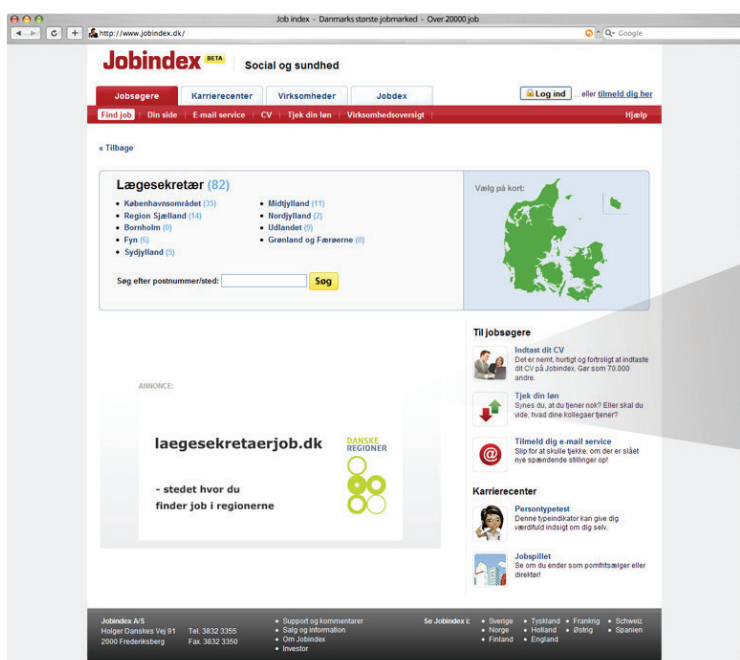 Job index - Danmarks største jobmarked - Over 20000 job
http://www.jobindex.dk/
Google
Jobindex BETA Social og sundhed
Jobsøgere Karrierecenter Virksomheder Jobdex
Log ind ...eller tilmeld dig her
Find job Din side E-mail service CV Tjek din løn Virksomhedsoversigt Hjælp
« Tilbage
Lægesekretær (82)
Vælg på kort:
• Københavnsområdet (35)
• Region Sjælland (14)
• Bornholm (0)
• Fyn (6)
• Sydjylland (5)
• Midtjylland (11)
• Nordjylland (2)
• Udlandet (9)
• Grønland og Færøerne (0)
Søg efter postnummer/sted: Søg
Til jobsøgere
Indtast dit CV
Det er nemt, hurtigt og fortroligt at indtaste
dit CV på Jobindex. Gør som 70.000
andre.
Tjek din løn
Synes du, at du tjener nok? Eller skal du
vide, hvad dine kollegaer tjener?
Tilmeld dig e-mail service
Slip for at skulle tjekke, om der er slået
nye spændende stillinger op!
Karrierecenter
Persontypetest
Denne typeindikator kan give dig
værdifuld indsigt om dig selv.
Jobspillet
Se om du ender som pomfritsælger eller
direktør!
ANNONCE:
laegesekretaerjob.dk
DANSKE
REGIONER
- stedet hvor du
finder job i regionerne
Jobindex A/S
Holger Danskes Vej 91 Tel. 3832 3355
2000 Frederiksberg Fax. 3832 3350
• Support og kommentarer
• Salg og information
• Om Jobindex
• Investor
Se Jobindex i:
• Sverige • Tyskland • Frankrig • Schweiz
• Norge • Holland • Østrig • Spanien
• Finland • England